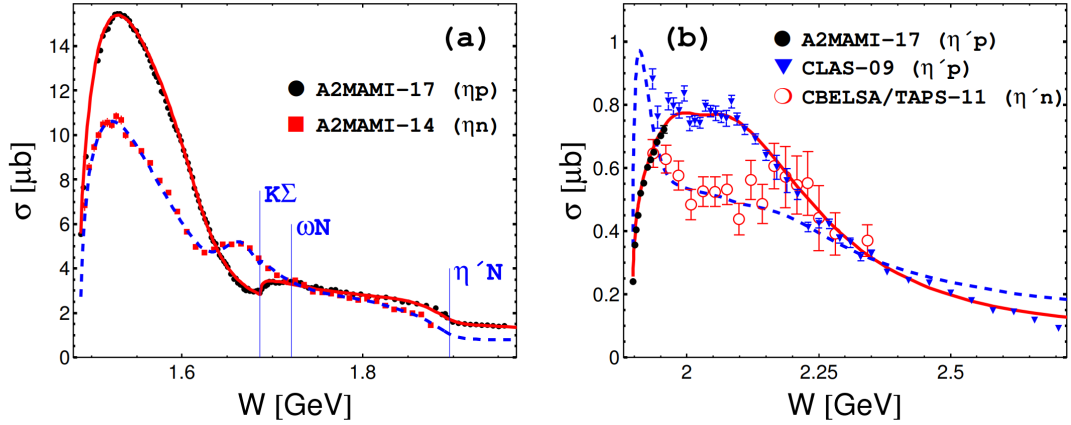 (a)
A2MAMI-17 (ηp)
A2MAMI-14 (ηn)
KΣ
ωN
η´N
σ [μb]
14
12
10
8
6
4
2
0
1.6
1.8
W [GeV]
(b)
A2MAMI-17 (η´p)
CLAS-09 (η´p)
CBELSA/TAPS-11 (η´n)
σ [μb]
1
0.8
0.6
0.4
0.2
0
2
2.25
2.5
W [GeV]